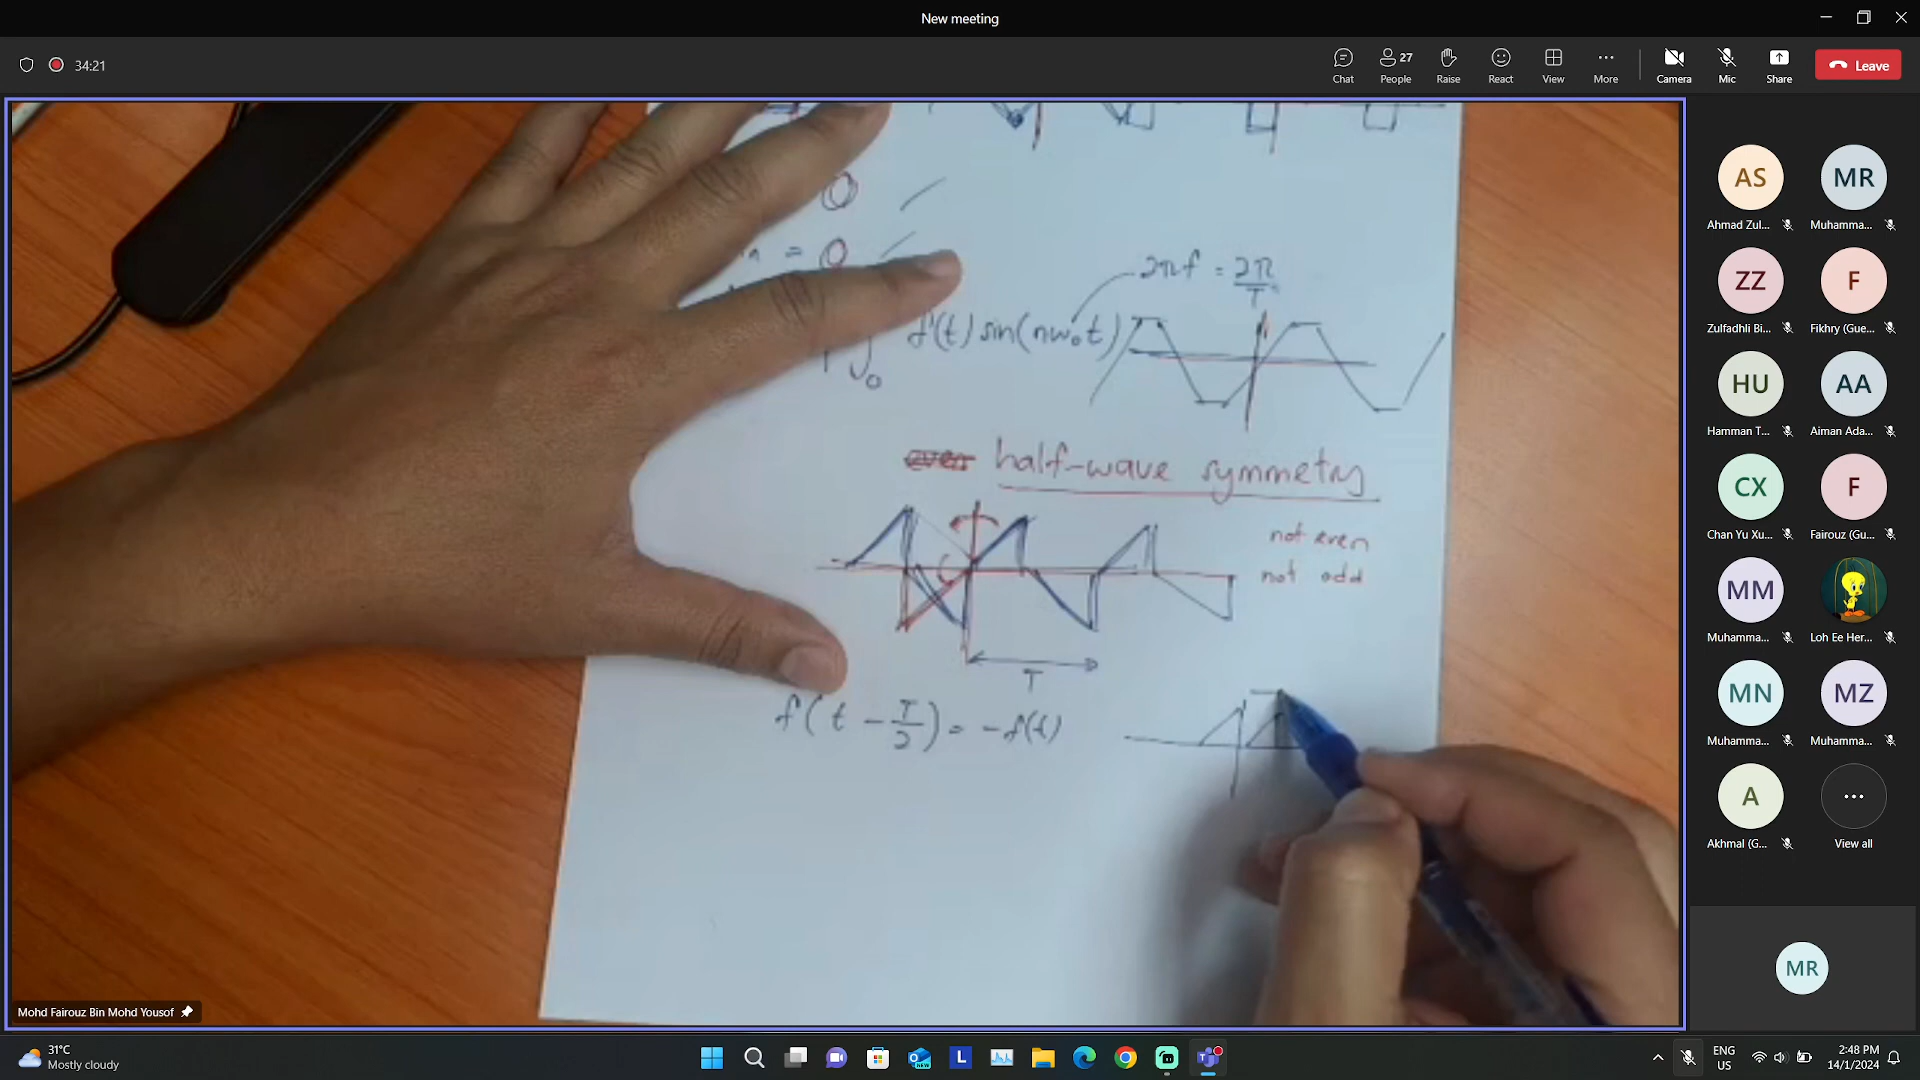 New meeting
34:21
Chat
People 27
Raise
React
View
More
Camera
Mic
Share
Leave
= 0
2πf = 2π/T
f(t) sin(nω₀t)
0
even half-wave symmetry
not even
not odd
T
f(t - T/2) = -f(t)
Mohd Fairouz Bin Mohd Yousof
AS
Ahmad Zul...
MR
Muhamma...
ZZ
Zulfadhli Bi...
F
Fikhry (Gue...
HU
Hamman T...
AA
Aiman Ada...
CX
Chan Yu Xu...
F
Fairouz (Gu...
MM
Muhamma...
Loh Ee Her...
MN
Muhamma...
MZ
Muhamma...
A
Akhmal (G...
View all
MR
31°C
Mostly cloudy
NEW
L
ENG
US
2:48 PM
14/1/2024